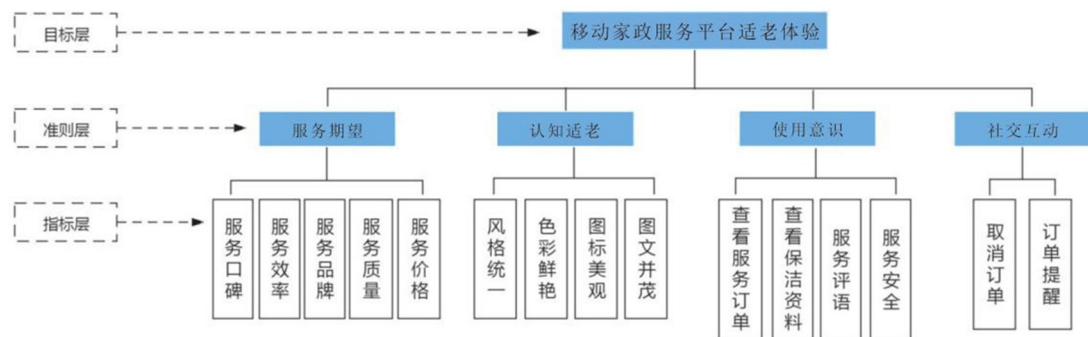 目标层
移动家政服务平台适老体验
准则层
服务期望
认知适老
使用意识
社交互动
指标层
服务口碑
服务效率
服务品牌
服务质量
服务价格
风格统一
色彩鲜艳
图标美观
图文并茂
查看服务订单
查看保洁资料
服务评语
服务安全
取消订单
订单提醒